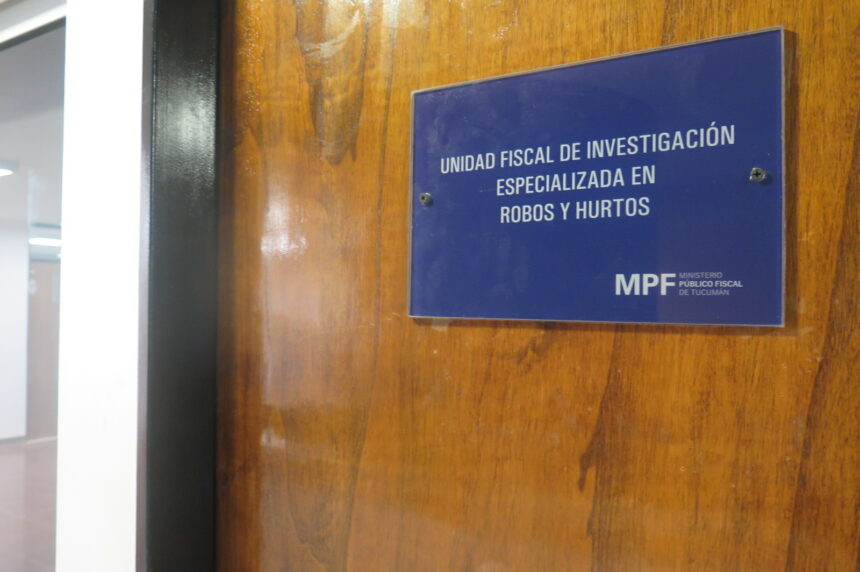 UNIDAD FISCAL DE INVESTIGACIÓN
ESPECIALIZADA EN
ROBOS Y HURTOS
MPF
MINISTERIO
PÚBLICO FISCAL
DE TUCUMÁN